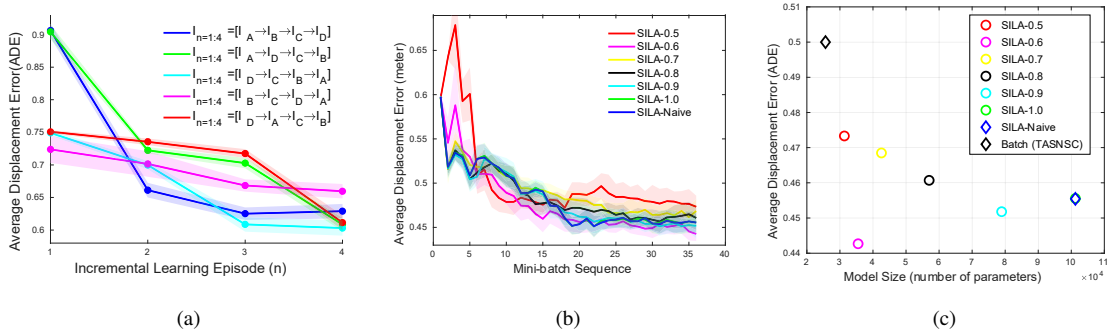 Average Displacement Error(ADE)
0.9
0.85
0.8
0.75
0.7
0.65
0.6
I n=1:4 =[I A →I B →I C →I D ]
I n=1:4 =[I A →I D →I C →I B ]
I n=1:4 =[I D →I C →I B →I A ]
I n=1:4 =[I B →I C →I D →I A ]
I n=1:4 =[I D →I A →I C →I B ]
1 2 3 4
Incremental Learning Episode (n)
(a)
Average Displacemnet Error (meter)
0.65
0.6
0.55
0.5
0.45
SILA-0.5
SILA-0.6
SILA-0.7
SILA-0.8
SILA-0.9
SILA-1.0
SILA-Naive
0 5 10 15 20 25 30 35 40
Mini-batch Sequence
(b)
Average Displacement Error (ADE)
0.51
0.5
0.49
0.48
0.47
0.46
0.45
0.44
SILA-0.5
SILA-0.6
SILA-0.7
SILA-0.8
SILA-0.9
SILA-1.0
SILA-Naive
Batch (TASNSC)
2 3 4 5 6 7 8 9 10 11
Model Size (number of parameters)
×10 4
(c)